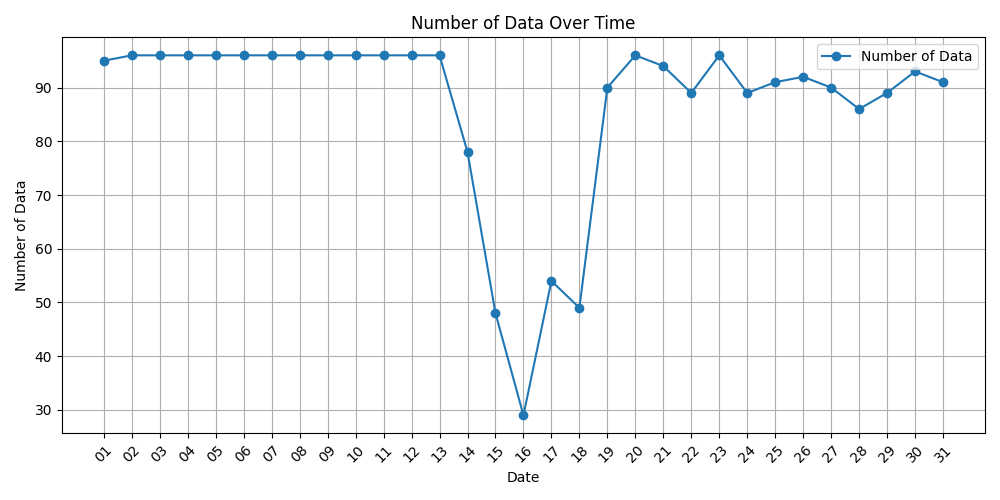 Number of Data Over Time
Number of Data
90
80
70
60
50
40
30
Number of Data
01 02 03 04 05 06 07 08 09 10 11 12 13 14 15 16 17 18 19 20 21 22 23 24 25 26 27 28 29 30 31
Date